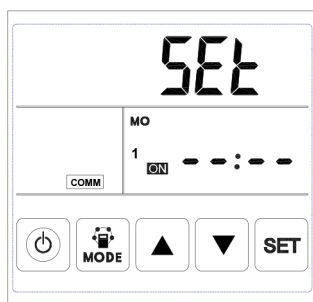 SEt
MO
1 ON --:--
COMM
MODE SET